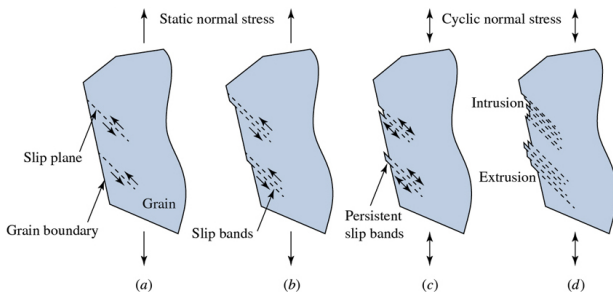 Static normal stress
Cyclic normal stress
Slip plane
Grain
Grain boundary
Slip bands
Persistent
slip bands
Intrusion
Extrusion
(a)
(b)
(c)
(d)